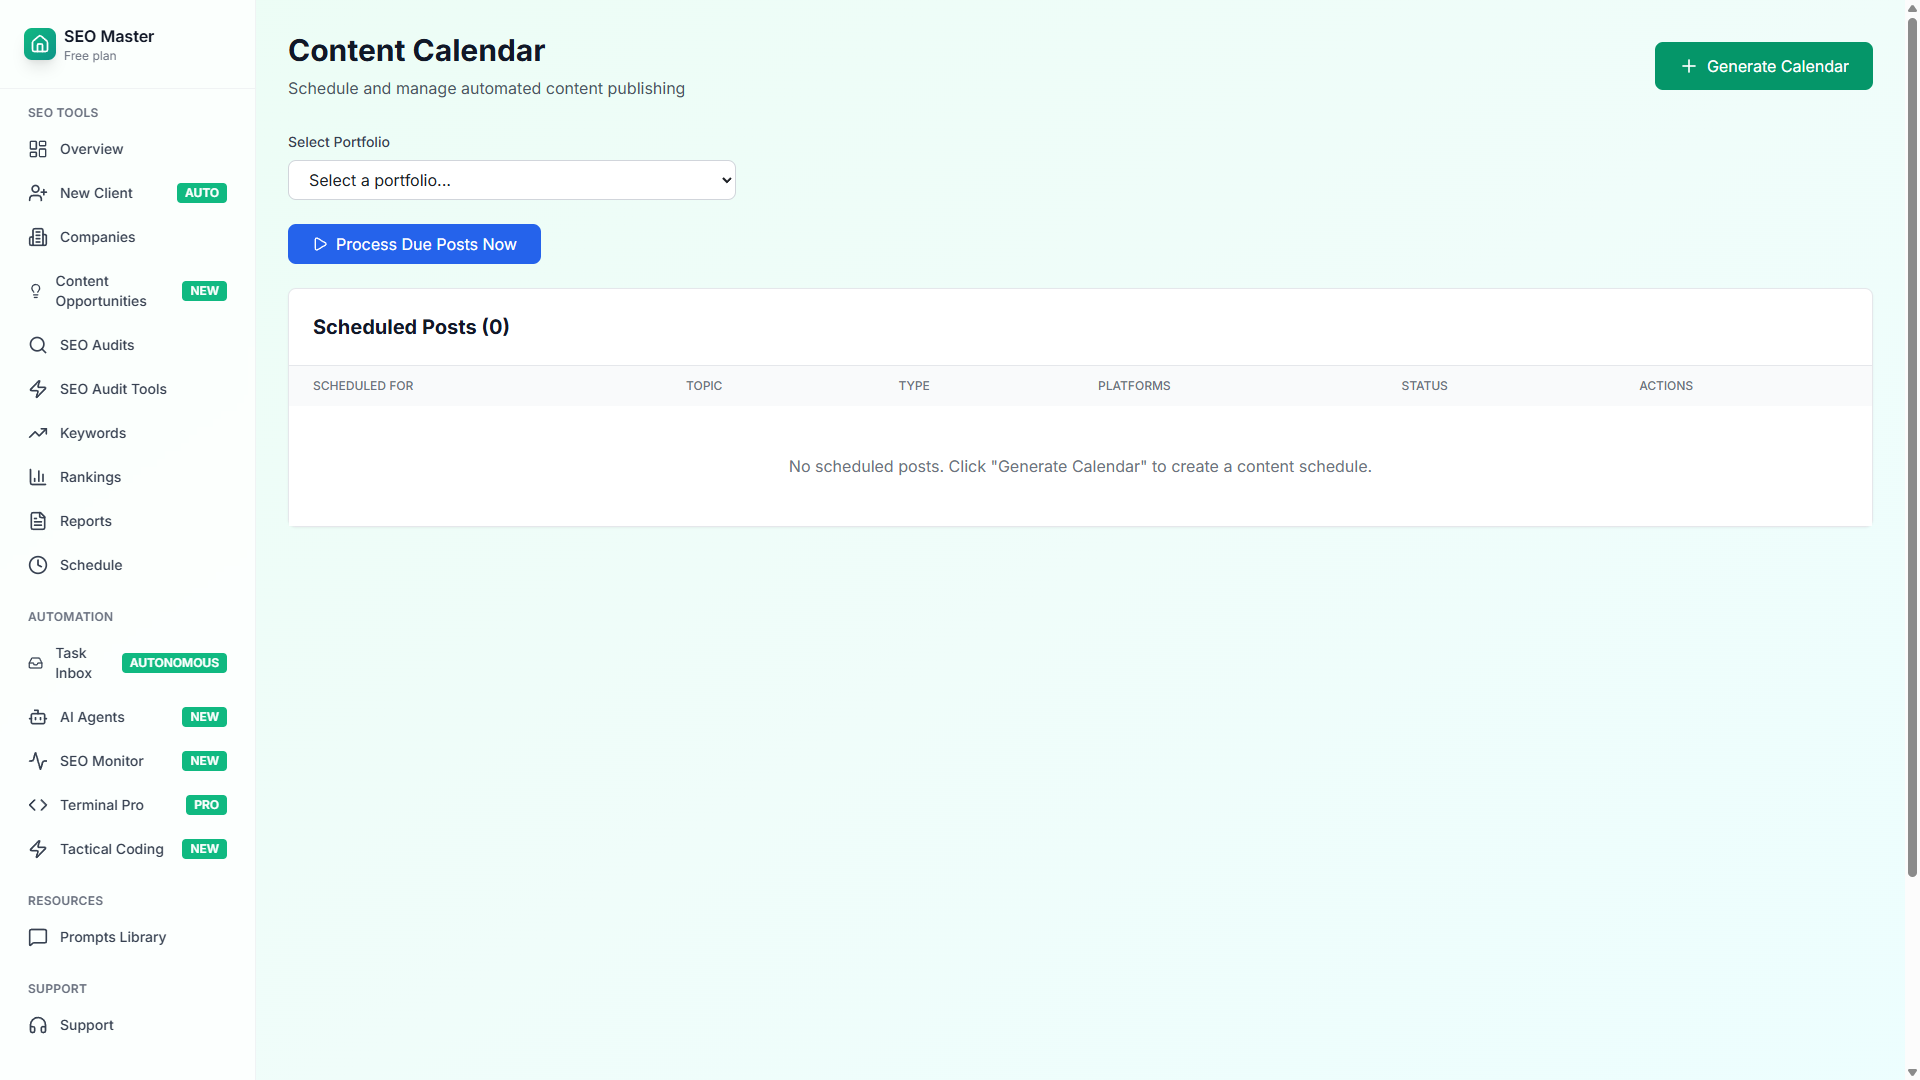 SEO Master
Free plan
SEO TOOLS
Overview
New Client
AUTO
Companies
Content
Opportunities
NEW
SEO Audits
SEO Audit Tools
Keywords
Rankings
Reports
Schedule
AUTOMATION
Task
Inbox
AUTONOMOUS
AI Agents
NEW
SEO Monitor
NEW
Terminal Pro
PRO
Tactical Coding
NEW
RESOURCES
Prompts Library
SUPPORT
Support
Content Calendar
Schedule and manage automated content publishing
Generate Calendar
Select Portfolio
Select a portfolio...
Process Due Posts Now
Scheduled Posts (0)
SCHEDULED FOR
TOPIC
TYPE
PLATFORMS
STATUS
ACTIONS
No scheduled posts. Click "Generate Calendar" to create a content schedule.